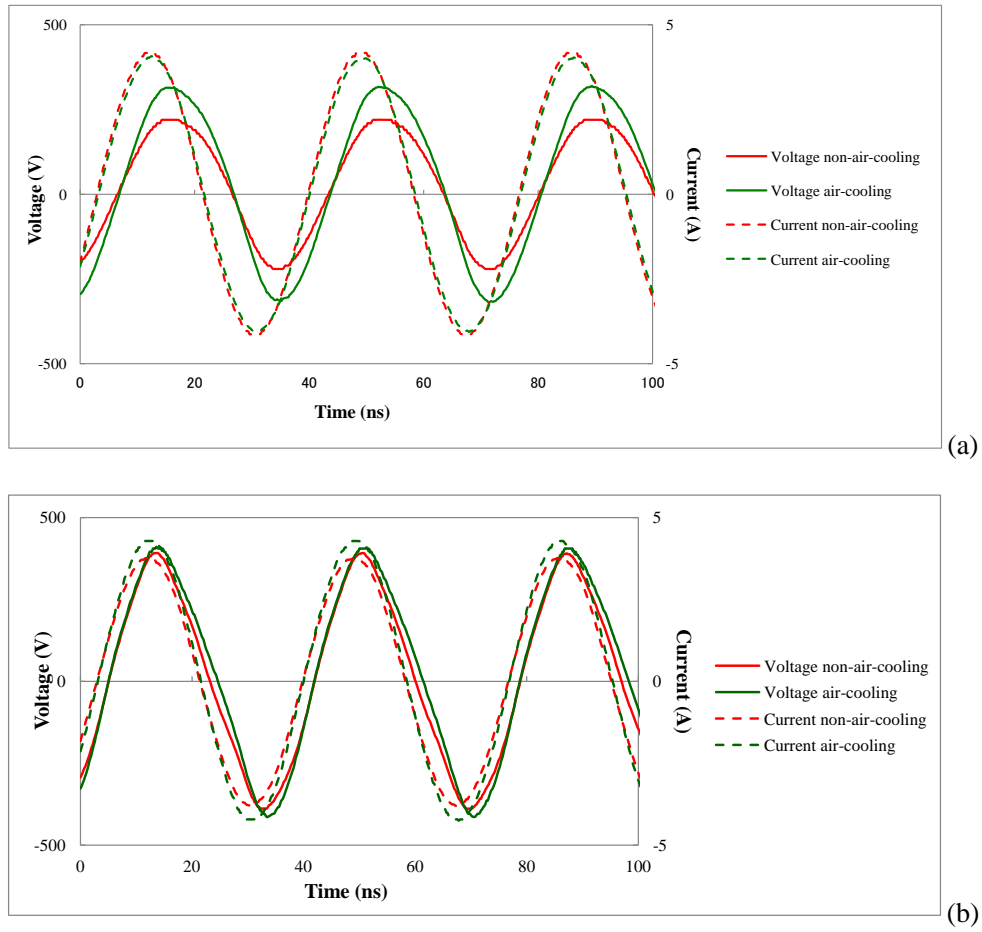 500
5
Voltage (V)
0
0
Current (A)
-500
-5
0
20
40
60
80
100
Time (ns)
Voltage non-air-cooling
Voltage air-cooling
Current non-air-cooling
Current air-cooling
(a)
500
5
Voltage (V)
0
0
Current (A)
-500
-5
0
20
40
60
80
100
Time (ns)
Voltage non-air-cooling
Voltage air-cooling
Current non-air-cooling
Current air-cooling
(b)